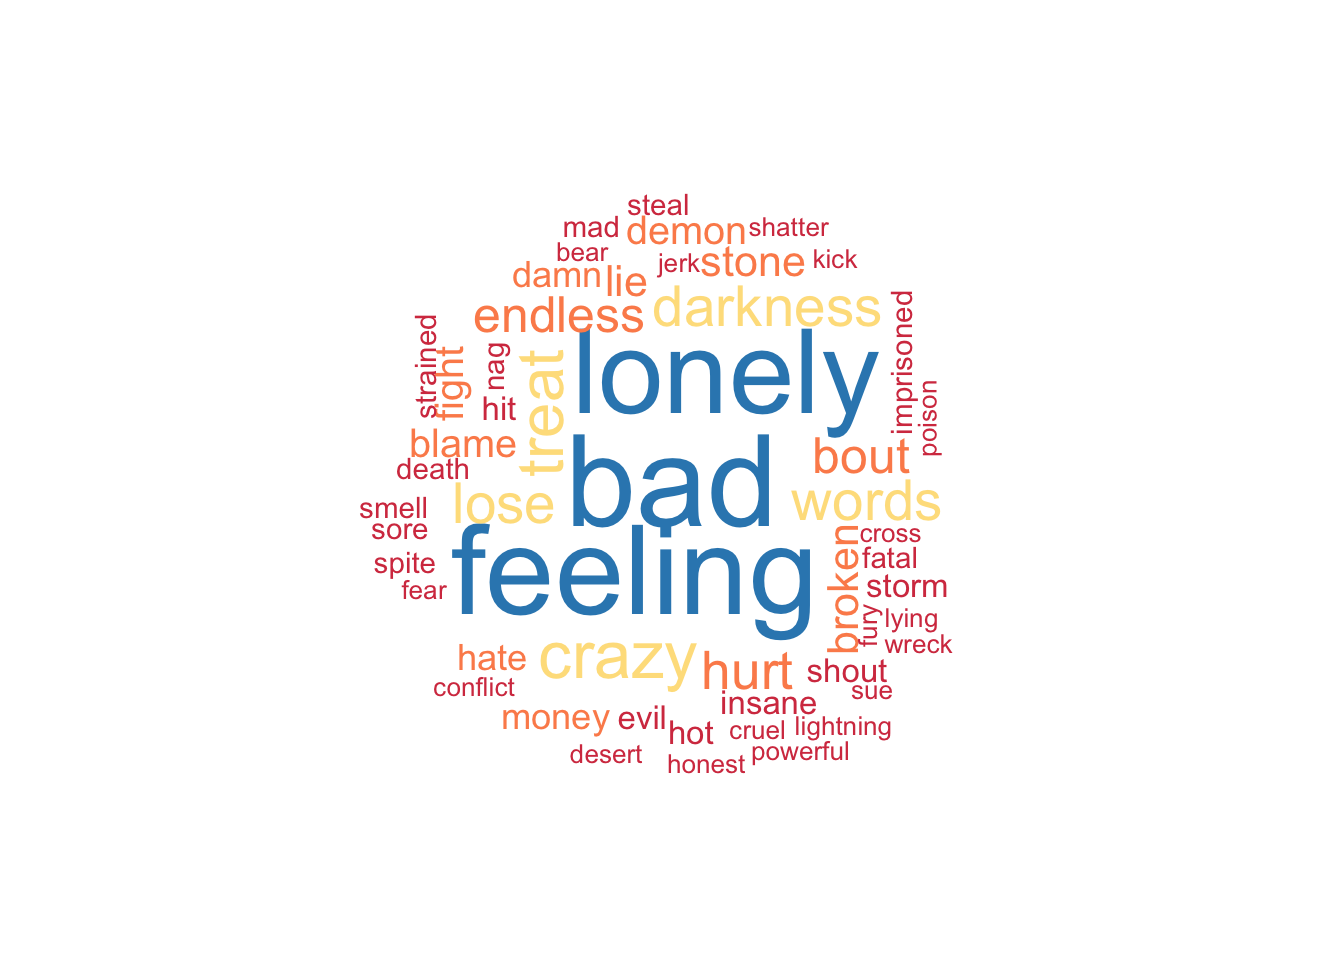 steal
mad
demon
shatter
bear
jerk
stone
kick
damn
lie
endless
darkness
strained
fight
nag
treat
lonely
imprisoned
poison
hit
blame
bout
death
lose
bad
words
smell
sore
broken
cross
spite
feeling
fatal
fear
storm
fury
lying
wreck
hate
crazy
hurt
shout
conflict
sue
insane
money
evil
hot
cruel
lightning
desert
honest
powerful